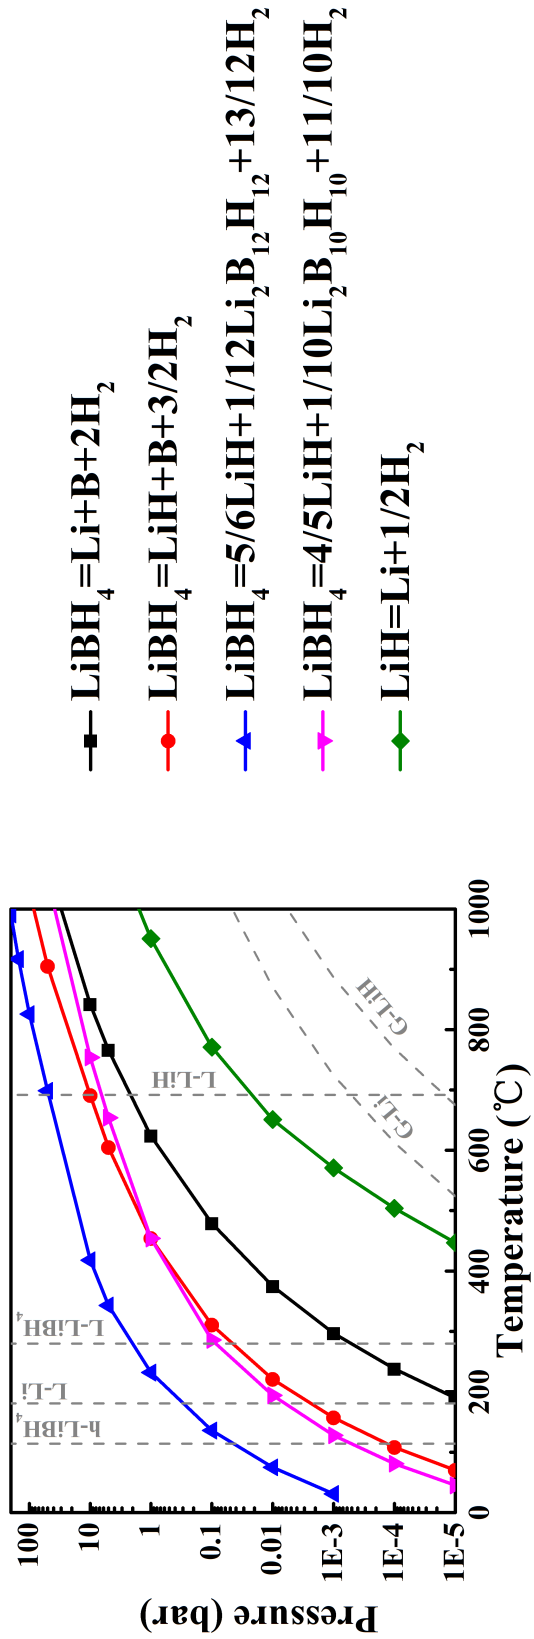 Pressure (bar)
100
10
1
0.1
0.01
1E-3
1E-4
1E-5
0
200
400
600
800
1000
Temperature (℃)
h-LiBH₄
L-Li
L-LiBH₄
L-LiH
G-Li
G-LiH
LiBH₄=Li+B+2H₂
LiBH₄=LiH+B+3/2H₂
LiBH₄=5/6LiH+1/12Li₂B₁₂H₁₂+13/12H₂
LiBH₄=4/5LiH+1/10Li₂B₁₀H₁₀+11/10H₂
LiH=Li+1/2H₂